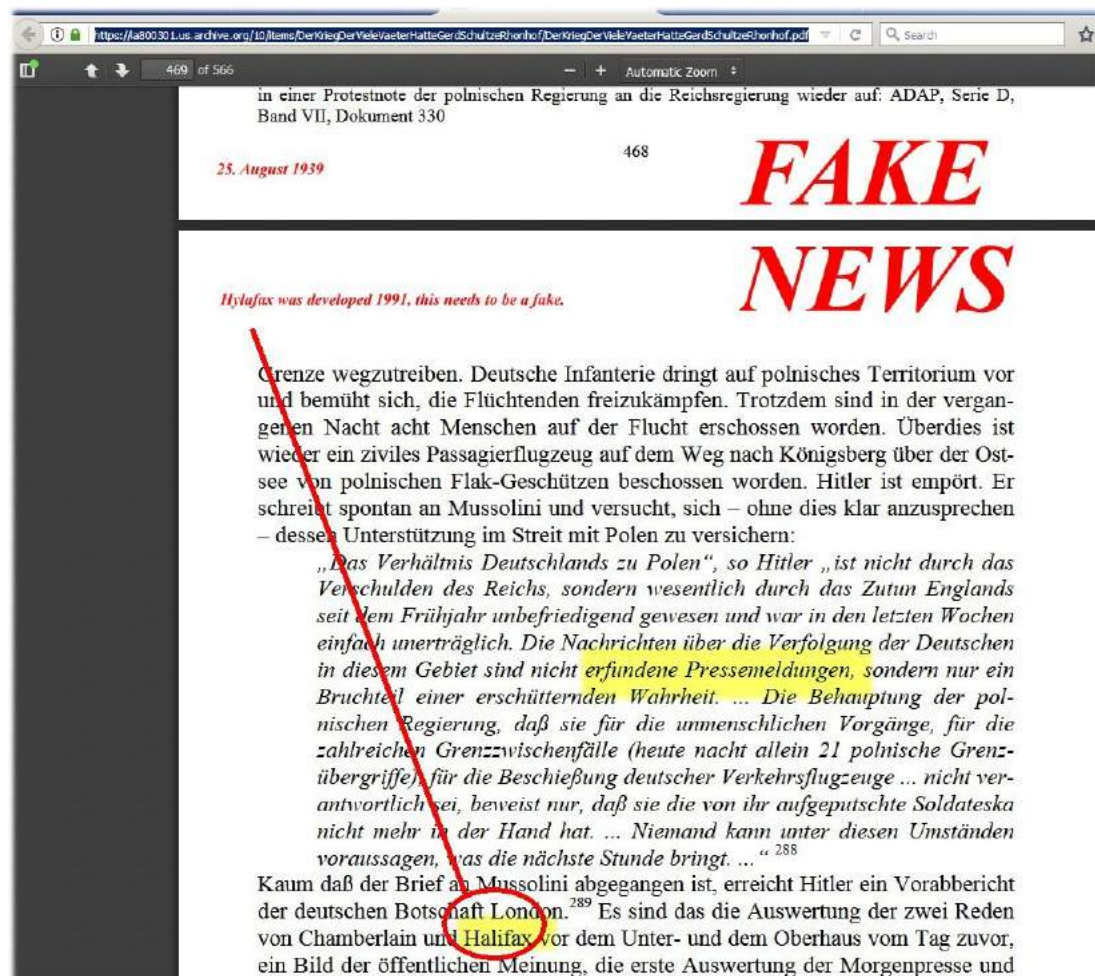 https://ia800301.us.archive.org/10/items/DerKriegDerVieleVaeterHatteGerdSchultzeRhonhof/DerKriegDerVieleVaeterHatteGerdSchultzeRhonhof.pdf
Search
469 of 566
Automatic Zoom
in einer Protestnote der polnischen Regierung an die Reichsregierung wieder auf: ADAP, Serie D,
Band VII, Dokument 330
468
25. August 1939
FAKE
NEWS
Hylafax was developed 1991, this needs to be a fake.
Grenze wegzutreiben. Deutsche Infanterie dringt auf polnisches Territorium vor
und bemüht sich, die Flüchtenden freizukämpfen. Trotzdem sind in der vergan-
genen Nacht acht Menschen auf der Flucht erschossen worden. Überdies ist
wieder ein ziviles Passagierflugzeug auf dem Weg nach Königsberg über der Ost-
see von polnischen Flak-Geschützen beschossen worden. Hitler ist empört. Er
schreibt spontan an Mussolini und versucht, sich – ohne dies klar anzusprechen
– dessen Unterstützung im Streit mit Polen zu versichern:
„Das Verhältnis Deutschlands zu Polen“, so Hitler „ist nicht durch das
Verschulden des Reichs, sondern wesentlich durch das Zutun Englands
seit dem Frühjahr unbefriedigend gewesen und war in den letzten Wochen
einfach unerträglich. Die Nachrichten über die Verfolgung der Deutschen
in diesem Gebiet sind nicht erfundene Pressemeldungen, sondern nur ein
Bruchteil einer erschütternden Wahrheit. ... Die Behauptung der pol-
nischen Regierung, daß sie für die unmenschlichen Vorgänge, für die
zahlreichen Grenzzwischenfälle (heute nacht allein 21 polnische Grenz-
übergriffe), für die Beschießung deutscher Verkehrsflugzeuge ... nicht ver-
antwortlich sei, beweist nur, daß sie die von ihr aufgeputschte Soldateska
nicht mehr in der Hand hat. ... Niemand kann unter diesen Umständen
voraussagen, was die nächste Stunde bringt. ...“ 288
Kaum daß der Brief an Mussolini abgegangen ist, erreicht Hitler ein Vorabbericht
der deutschen Botschaft London.289 Es sind das die Auswertung der zwei Reden
von Chamberlain und Halifax vor dem Unter- und dem Oberhaus vom Tag zuvor,
ein Bild der öffentlichen Meinung, die erste Auswertung der Morgenpresse und